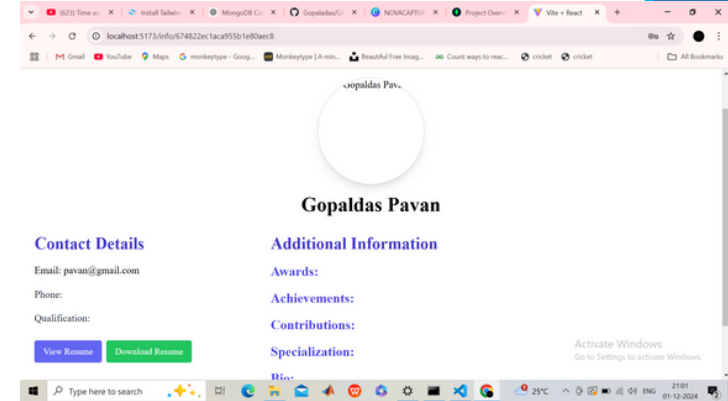 (623) Time an
Install Tailwin
MongoDB Co
Gopaladas/G
NOVACAPTU
Project Overv
Vite + React
localhost:5173/info/674822ec1aca955b1e80aec8
Gmail
YouTube
Maps
monkeytype - Goog...
Monkeytype | A min...
Beautiful Free Imag...
Count ways to reac...
cricket
cricket
All Bookmarks
Gopaldas Pav
Gopaldas Pavan
Contact Details
Email: pavan@gmail.com
Phone:
Qualification:
View Resume
Download Resume
Additional Information
Awards:
Achievements:
Contributions:
Specialization:
Bio:
Activate Windows
Go to Settings to activate Windows.
Type here to search
25°C
ENG
21:01
01-12-2024